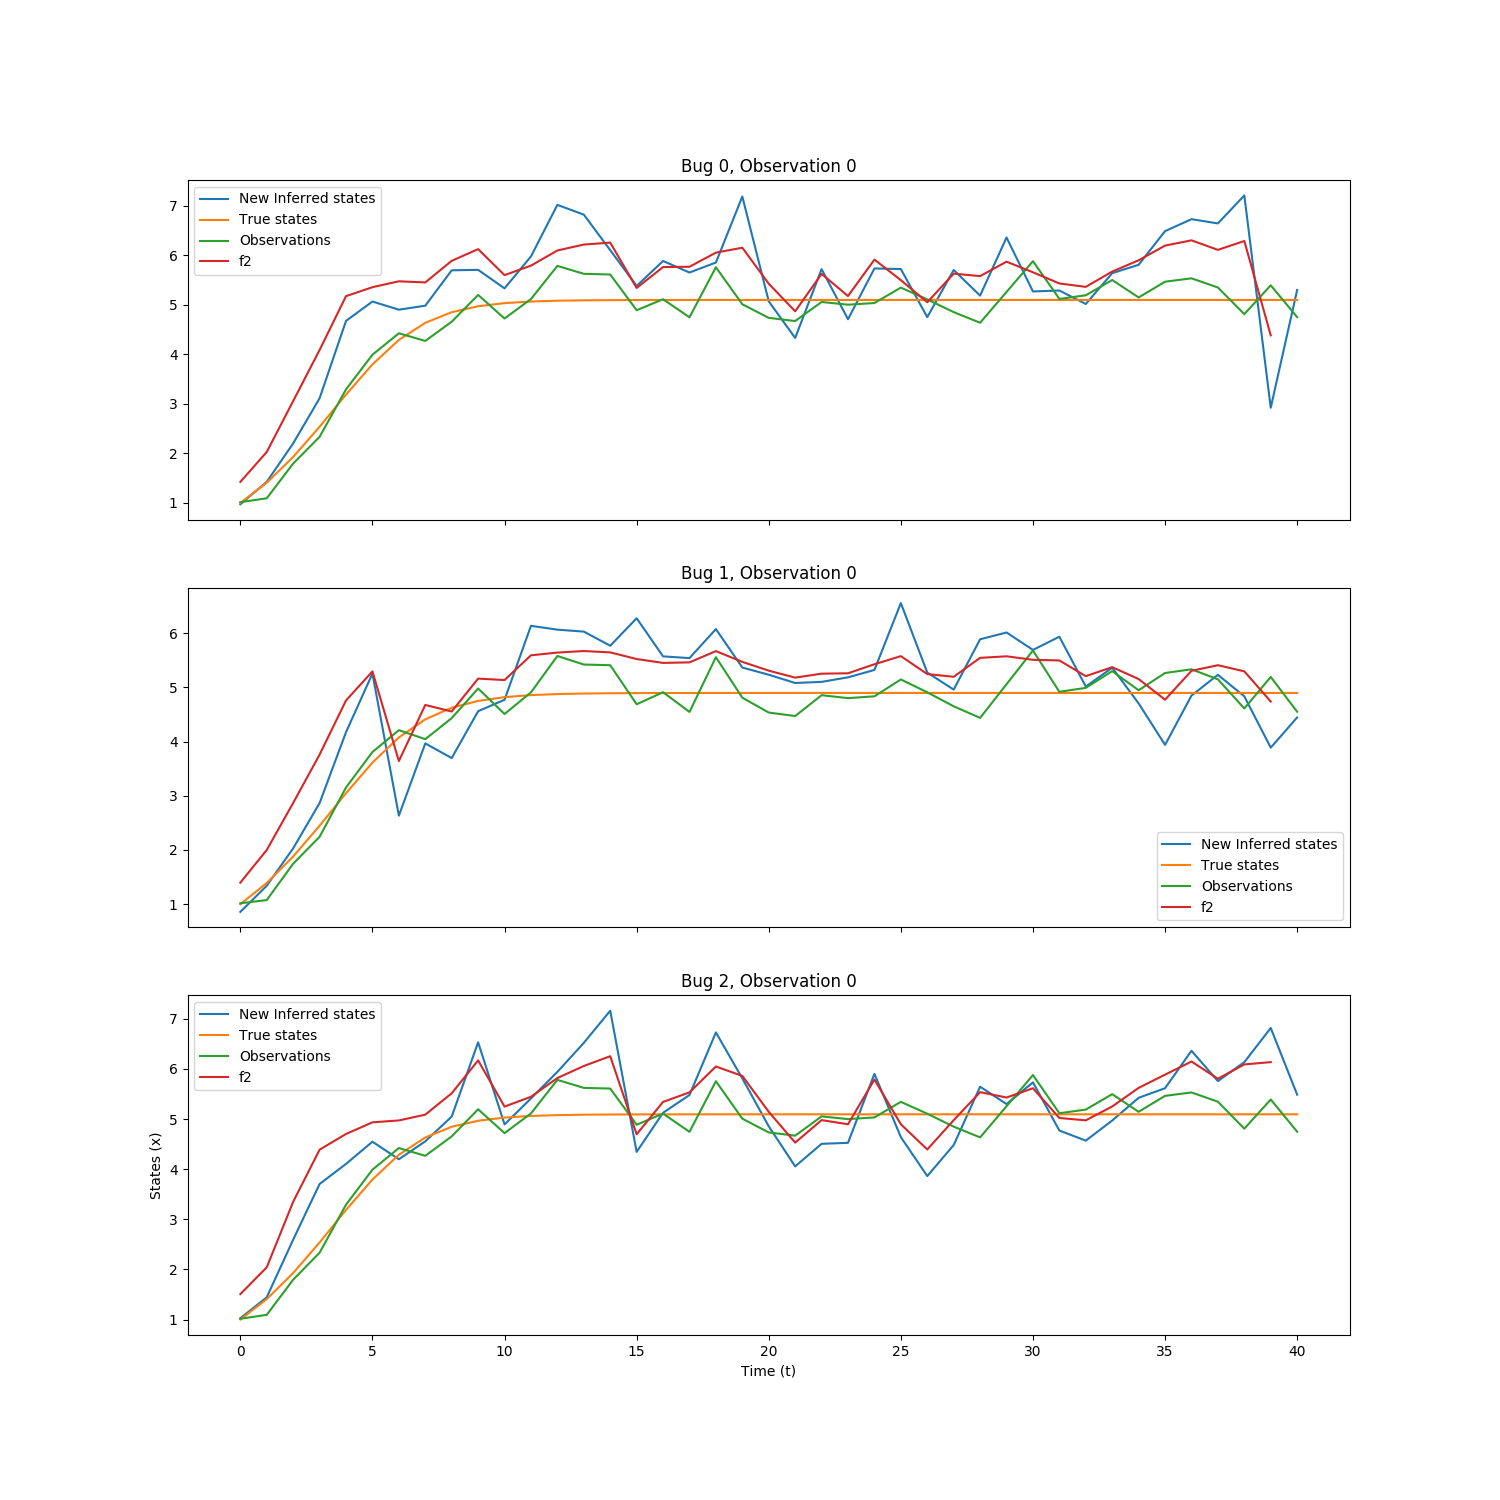 Bug 0, Observation 0
New Inferred states
True states
Observations
f2
7
6
5
4
3
2
1
Bug 1, Observation 0
6
5
4
3
2
1
New Inferred states
True states
Observations
f2
Bug 2, Observation 0
New Inferred states
True states
Observations
f2
7
6
5
4
3
2
1
States (x)
0 5 10 15 20 25 30 35 40
Time (t)